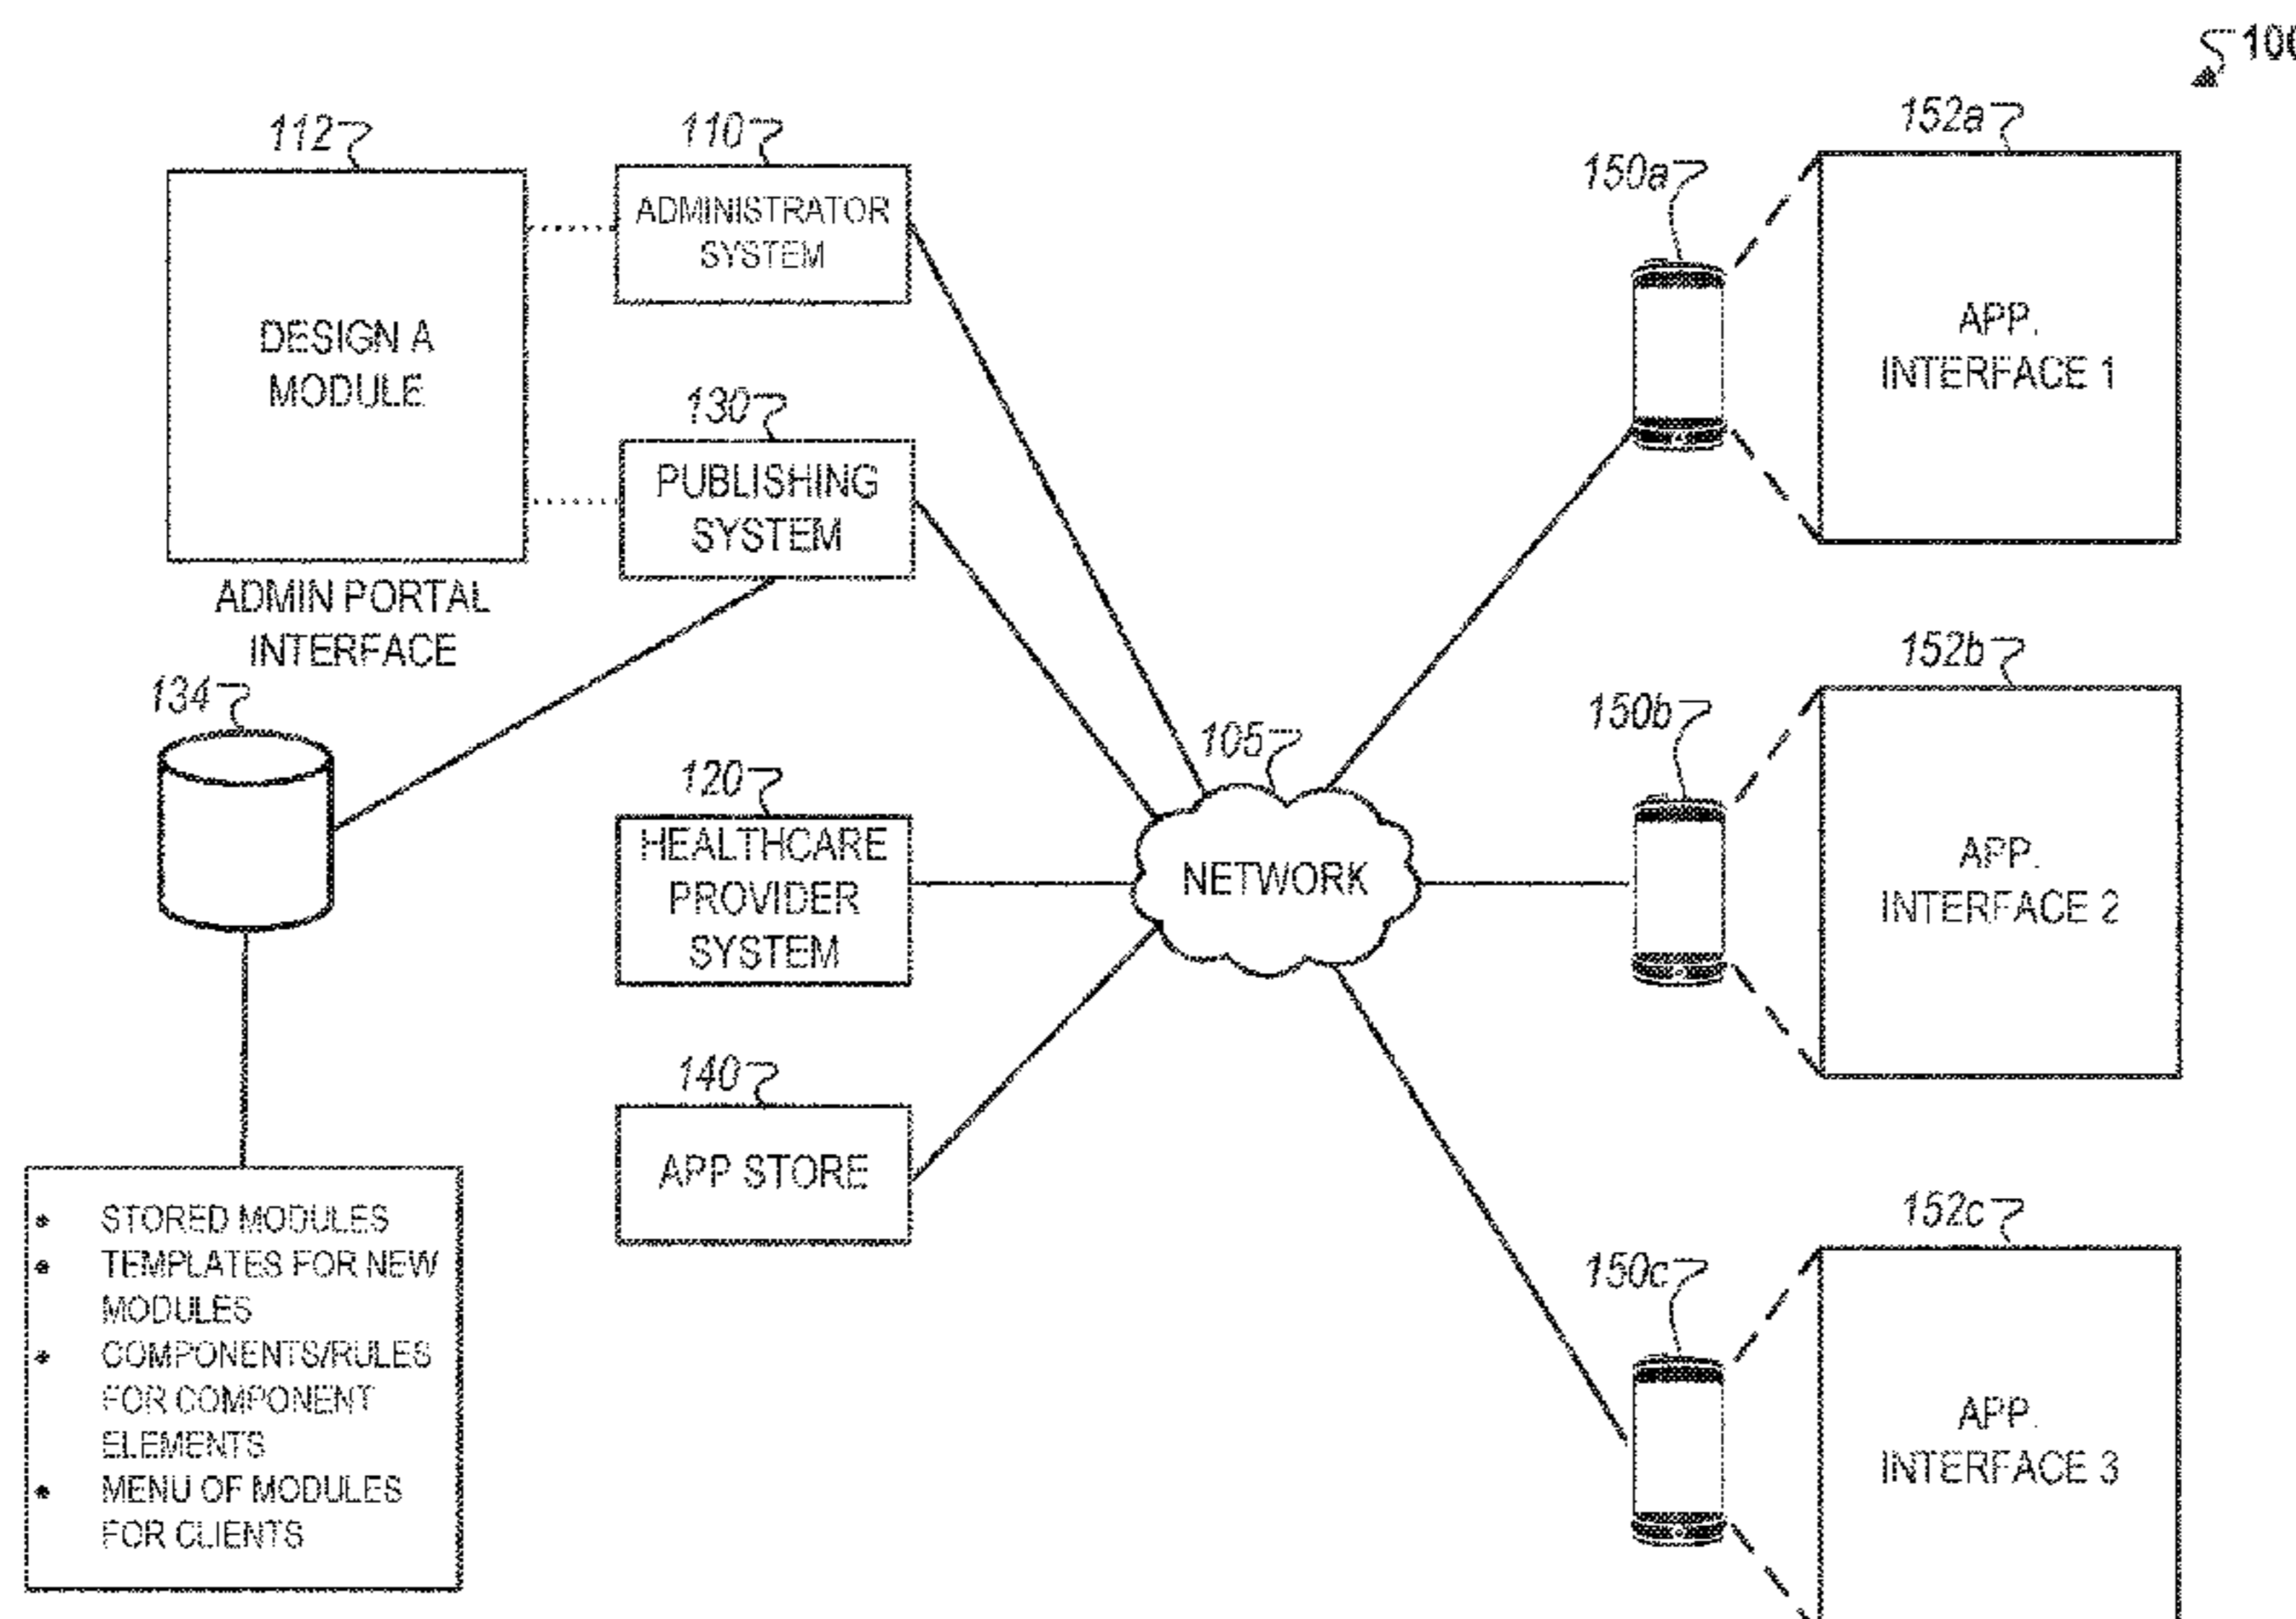 100
112
110
152a
150a
ADMINISTRATOR
SYSTEM
DESIGN A
MODULE
APP.
INTERFACE 1
130
PUBLISHING
SYSTEM
ADMIN PORTAL
INTERFACE
134
152b
150b
105
120
HEALTHCARE
PROVIDER
SYSTEM
NETWORK
APP.
INTERFACE 2
140
APP STORE
152c
150c
• STORED MODULES
• TEMPLATES FOR NEW
MODULES
• COMPONENTS/RULES
FOR COMPONENT
ELEMENTS
• MENU OF MODULES
FOR CLIENTS
APP.
INTERFACE 3